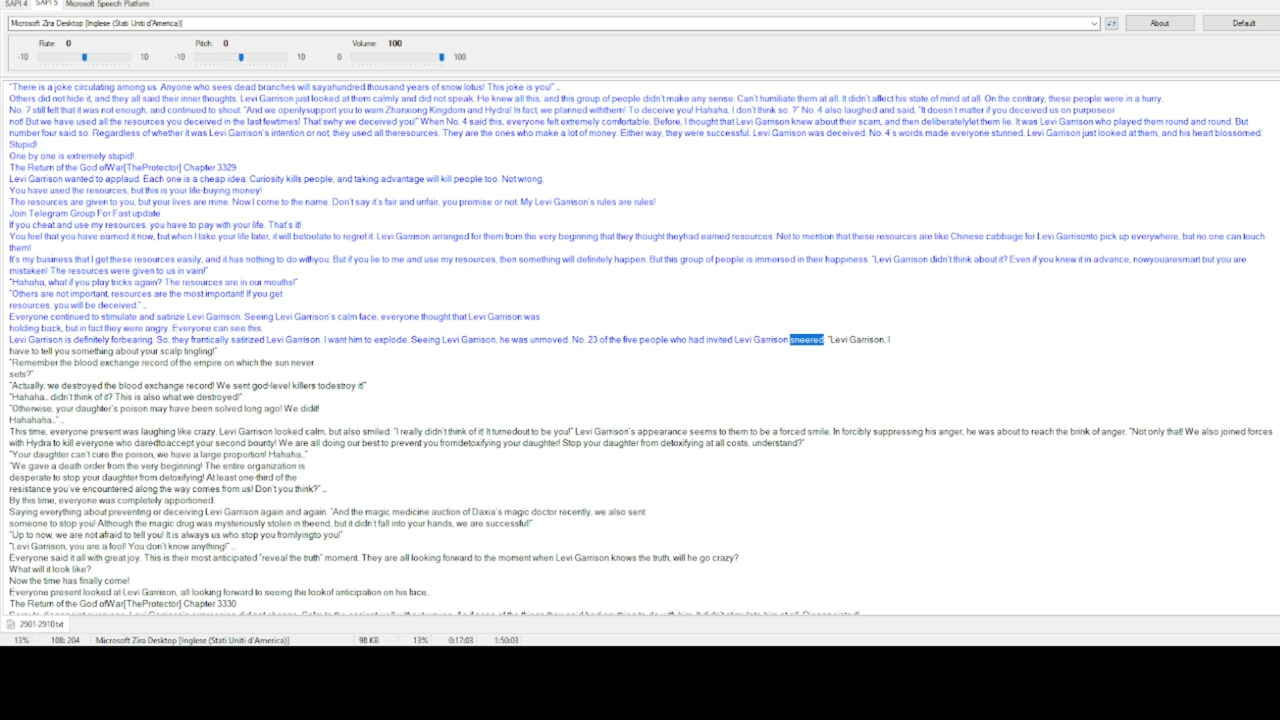 SAPI 4 SAPI 5 Microsoft Speech Platform
Microsoft Zira Desktop [Inglese (Stati Uniti d'America)] About Default
Rate: 0 Pitch: 0 Volume: 100
-10 10 -10 10 0 100
"There is a joke circulating among us. Anyone who sees dead branches will sayahundred thousand years of snow lotus! This joke is you!" ..
Others did not hide it, and they all said their inner thoughts. Levi Garrison just looked at them calmly and did not speak. He knew all this, and this group of people didn't make any sense. Can't humiliate them at all. It didn't affect his state of mind at all. On the contrary, these people were in a hurry.
No. 7 still felt that it was not enough, and continued to shout. "And we openlysupport you to warn Zhanxiong Kingdom and Hydra! In fact, we planned withthem! To deceive you! Hahaha, I don't think so. ?" No. 4 also laughed and said, "It doesn't matter if you deceived us on purposeor
not! But we have used all the resources you deceived in the last fewtimes! That'swhy we deceived you!" When No. 4 said this, everyone felt extremely comfortable. Before, I thought that Levi Garrison knew about their scam, and then deliberatelylet them lie. It was Levi Garrison who played them round and round. But
number four said so. Regardless of whether it was Levi Garrison's intention or not, they used all theresources. They are the ones who make a lot of money. Either way, they were successful. Levi Garrison was deceived. No. 4's words made everyone stunned. Levi Garrison just looked at them, and his heart blossomed.
Stupid!
One by one is extremely stupid!
The Return of the God ofWar[TheProtector] Chapter 3329
Levi Garrison wanted to applaud. Each one is a cheap idea. Curiosity kills people, and taking advantage will kill people too. Not wrong.
You have used the resources, but this is your life-buying money!
The resources are given to you, but your lives are mine. Now I come to the name. Don't say it's fair and unfair, you promise or not. My Levi Garrison's rules are rules!
Join Telegram Group For Fast update
If you cheat and use my resources, you have to pay with your life. That's it!
You feel that you have earned it now, but when I take your life later, it will betoolate to regret it. Levi Garrison arranged for them from the very beginning that they thought theyhad earned resources. Not to mention that these resources are like Chinese cabbage for Levi Garrisonto pick up everywhere, but no one can touch
them!
It's my business that I get these resources easily, and it has nothing to do withyou. But if you lie to me and use my resources, then something will definitely happen. But this group of people is immersed in their happiness. "Levi Garrison didn't think about it? Even if you knew it in advance, nowyouaresmart but you are
mistaken! The resources were given to us in vain!"
"Hahaha, what if you play tricks again? The resources are in our mouths!"
"Others are not important, resources are the most important! If you get
resources, you will be deceived." ..
Everyone continued to stimulate and satirize Levi Garrison. Seeing Levi Garrison's calm face, everyone thought that Levi Garrison was
holding back, but in fact they were angry. Everyone can see this.
Levi Garrison is definitely forbearing. So, they frantically satirized Levi Garrison. I want him to explode. Seeing Levi Garrison, he was unmoved. No. 23 of the five people who had invited Levi Garrison sneered: "Levi Garrison, I
have to tell you something about your scalp tingling!"
"Remember the blood exchange record of the empire on which the sun never
sets?"
"Actually, we destroyed the blood exchange record! We sent god-level killers todestroy it!"
"Hahaha.. didn't think of it? This is also what we destroyed!"
"Otherwise, your daughter's poison may have been solved long ago! We didit!
Hahahaha.." ..
This time, everyone present was laughing like crazy. Levi Garrison looked calm, but also smiled: "I really didn't think of it! It turnedout to be you!" Levi Garrison's appearance seems to them to be a forced smile. In forcibly suppressing his anger, he was about to reach the brink of anger. "Not only that! We also joined forces
with Hydra to kill everyone who daredtoaccept your second bounty! We are all doing our best to prevent you fromdetoxifying your daughter! Stop your daughter from detoxifying at all costs, understand?"
"Your daughter can't cure the poison, we have a large proportion! Hahaha.."
"We gave a death order from the very beginning! The entire organization is
desperate to stop your daughter from detoxifying! At least one-third of the
resistance you've encountered along the way comes from us! Don't you think?" ..
By this time, everyone was completely apportioned.
Saying everything about preventing or deceiving Levi Garrison again and again. "And the magic medicine auction of Daxia's magic doctor recently, we also sent
someone to stop you! Although the magic drug was mysteriously stolen in theend, but it didn't fall into your hands, we are successful!"
"Up to now, we are not afraid to tell you! It is always us who stop you fromlyingto you!"
"Levi Garrison, you are a fool! You don't know anything!" ..
Everyone said it all with great joy. This is their most anticipated "reveal the truth" moment. They are all looking forward to the moment when Levi Garrison knows the truth, will he go crazy?
What will it look like?
Now the time has finally come!
Everyone present looked at Levi Garrison, all looking forward to seeing the lookof anticipation on his face..
The Return of the God ofWar[TheProtector] Chapter 3330
2901-2910.txt
13% 108: 204 Microsoft Zira Desktop [Inglese (Stati Uniti d'America)] 98 KB 13% 0:17:03 1:50:03